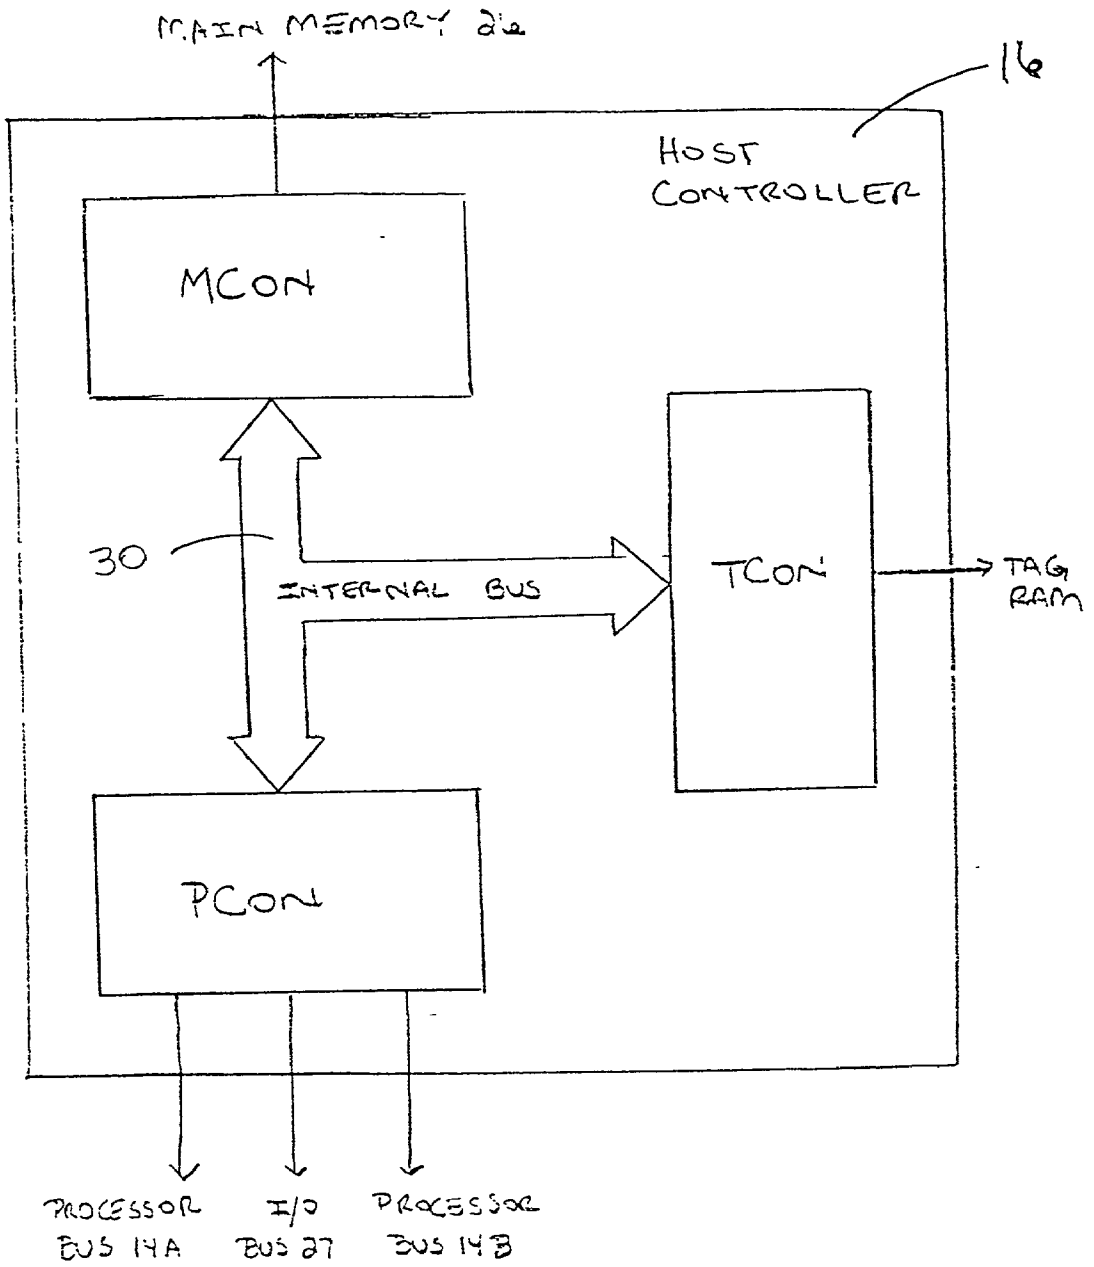 MAIN MEMORY
16
HOST
CONTROLLER
MCON
30
INTERNAL BUS
TCON
TAG
RAM
PCON
PROCESSOR
BUS 14A
I/O
BUS 27
PROCESSOR
BUS 14B